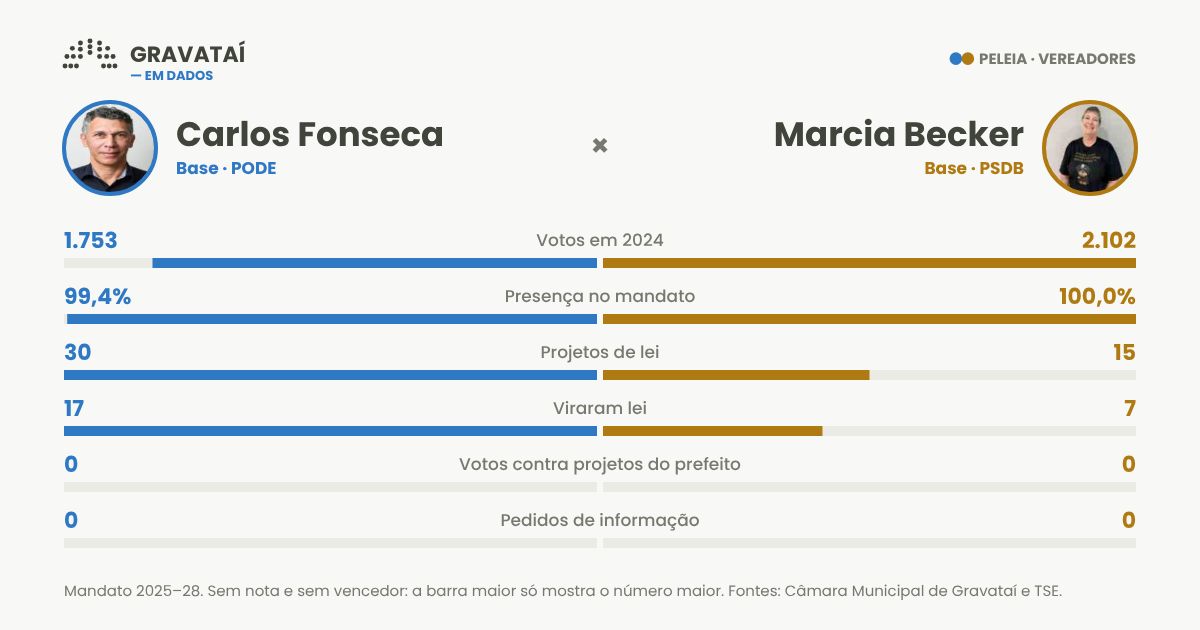 GRAVATAÍ
— EM DADOS
PELEIA · VEREADORES
Carlos Fonseca
Base · PODE
×
Marcia Becker
Base · PSDB
1.753 Votos em 2024 2.102
99,4% Presença no mandato 100,0%
30 Projetos de lei 15
17 Viraram lei 7
0 Votos contra projetos do prefeito 0
0 Pedidos de informação 0
Mandato 2025–28. Sem nota e sem vencedor: a barra maior só mostra o número maior. Fontes: Câmara Municipal de Gravataí e TSE.